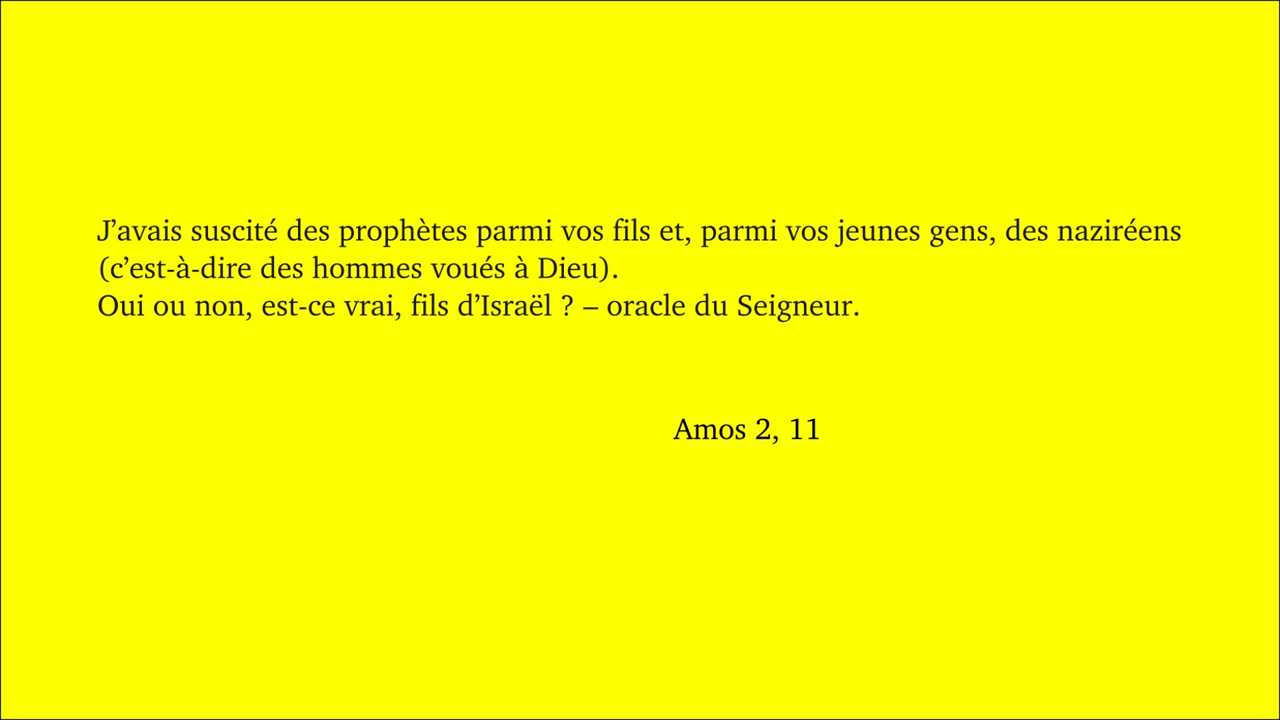 J’avais suscité des prophètes parmi vos fils et, parmi vos jeunes gens, des naziréens
(c’est-à-dire des hommes voués à Dieu).
Oui ou non, est-ce vrai, fils d’Israël ? – oracle du Seigneur.
Amos 2, 11